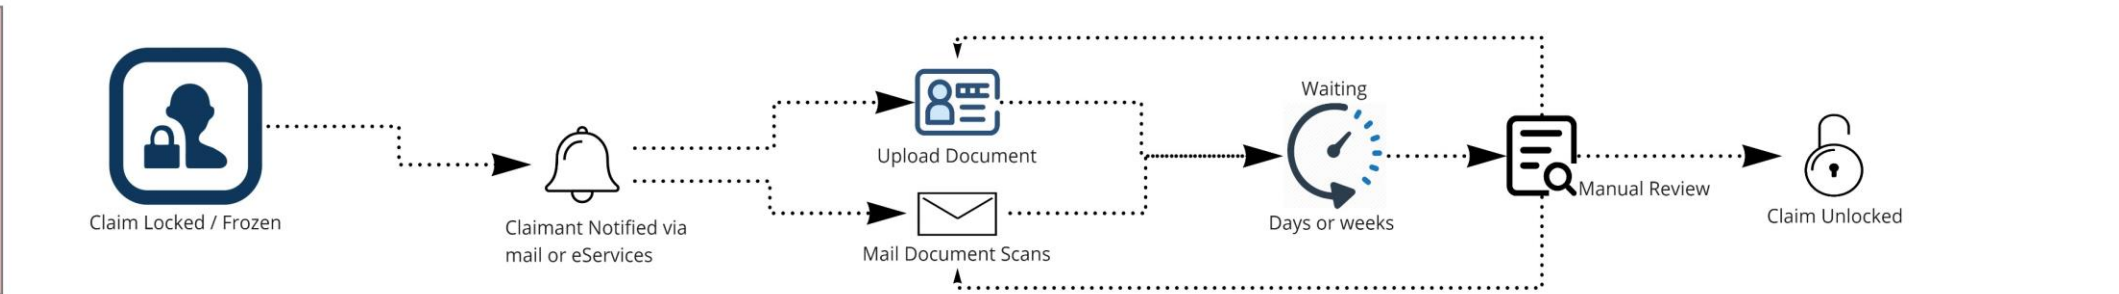 Claim Locked / Frozen
Claimant Notified via
mail or eServices
Upload Document
Mail Document Scans
Waiting
Days or weeks
Manual Review
Claim Unlocked